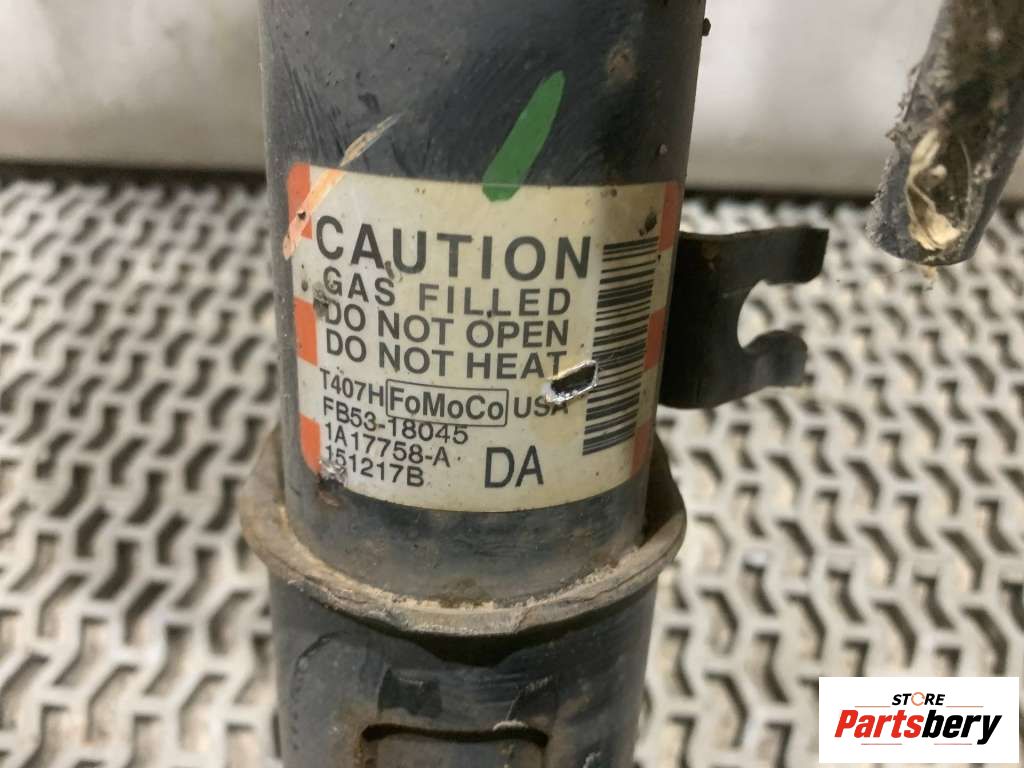 CAUTION
GAS FILLED
DO NOT OPEN
DO NOT HEAT
T407H FoMoCo USA
FB53-18045
1A17758-A
151217B DA
STORE
Partsbery